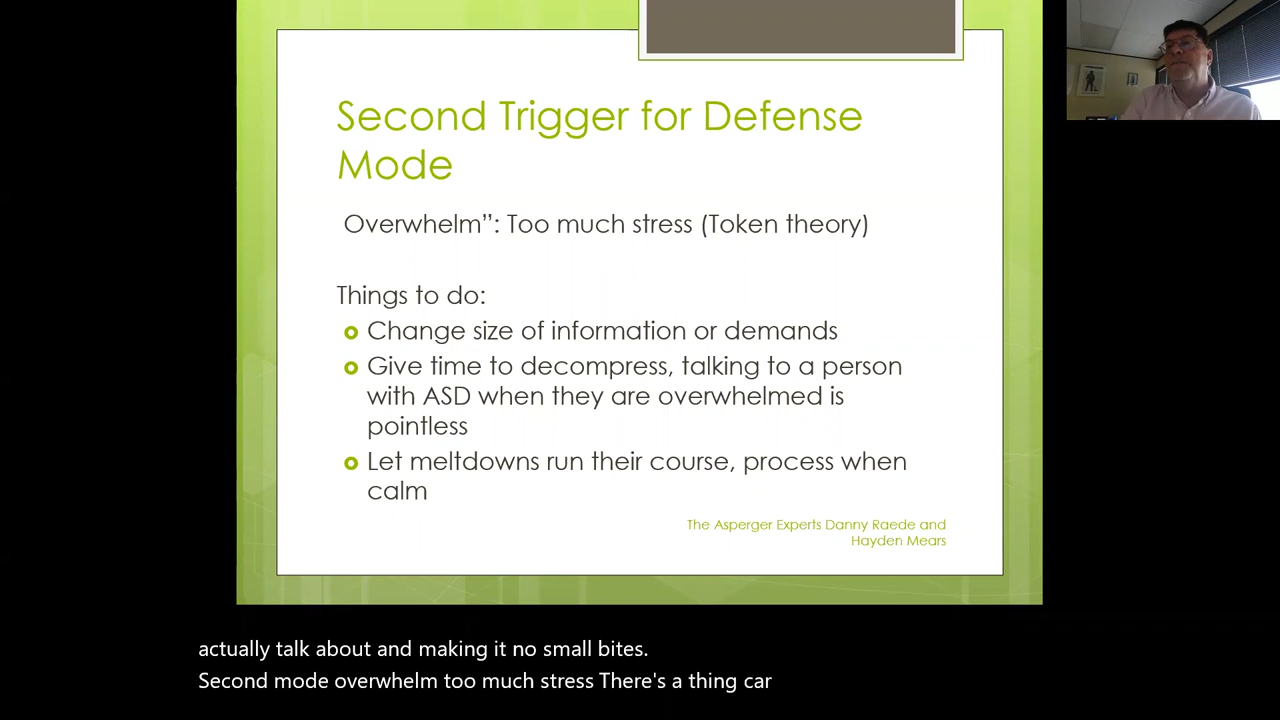 Second Trigger for Defense
Mode
Overwhelm”: Too much stress (Token theory)
Things to do:
Change size of information or demands
Give time to decompress, talking to a person
with ASD when they are overwhelmed is
pointless
Let meltdowns run their course, process when
calm
The Asperger Experts Danny Raede and
Hayden Mears
actually talk about and making it no small bites.
Second mode overwhelm too much stress There's a thing car